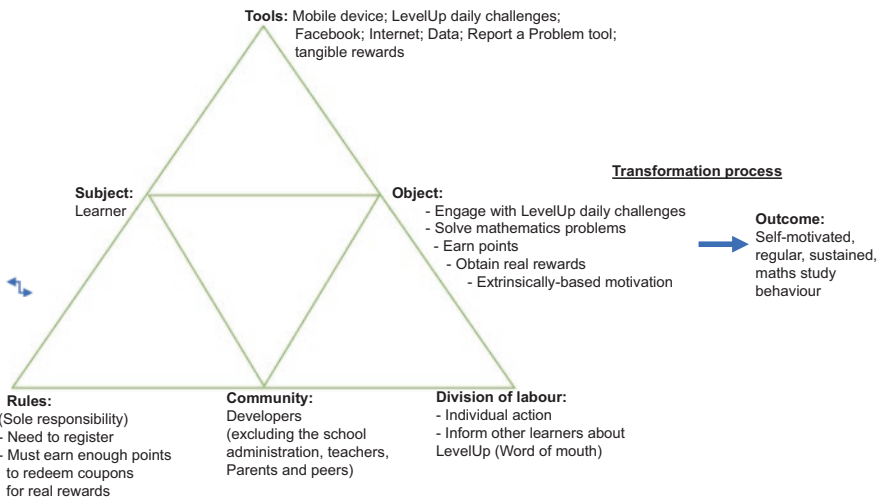 Tools: Mobile device; LevelUp daily challenges;
Facebook; Internet; Data; Report a Problem tool;
tangible rewards
Transformation process
Subject:
Learner
Object:
- Engage with LevelUp daily challenges
- Solve mathematics problems
- Earn points
- Obtain real rewards
- Extrinsically-based motivation
Outcome:
Self-motivated,
regular, sustained,
maths study
behaviour
Rules:
(Sole responsibility)
- Need to register
- Must earn enough points
to redeem coupons
for real rewards
Community:
Developers
(excluding the school
administration, teachers,
Parents and peers)
Division of labour:
- Individual action
- Inform other learners about
LevelUp (Word of mouth)